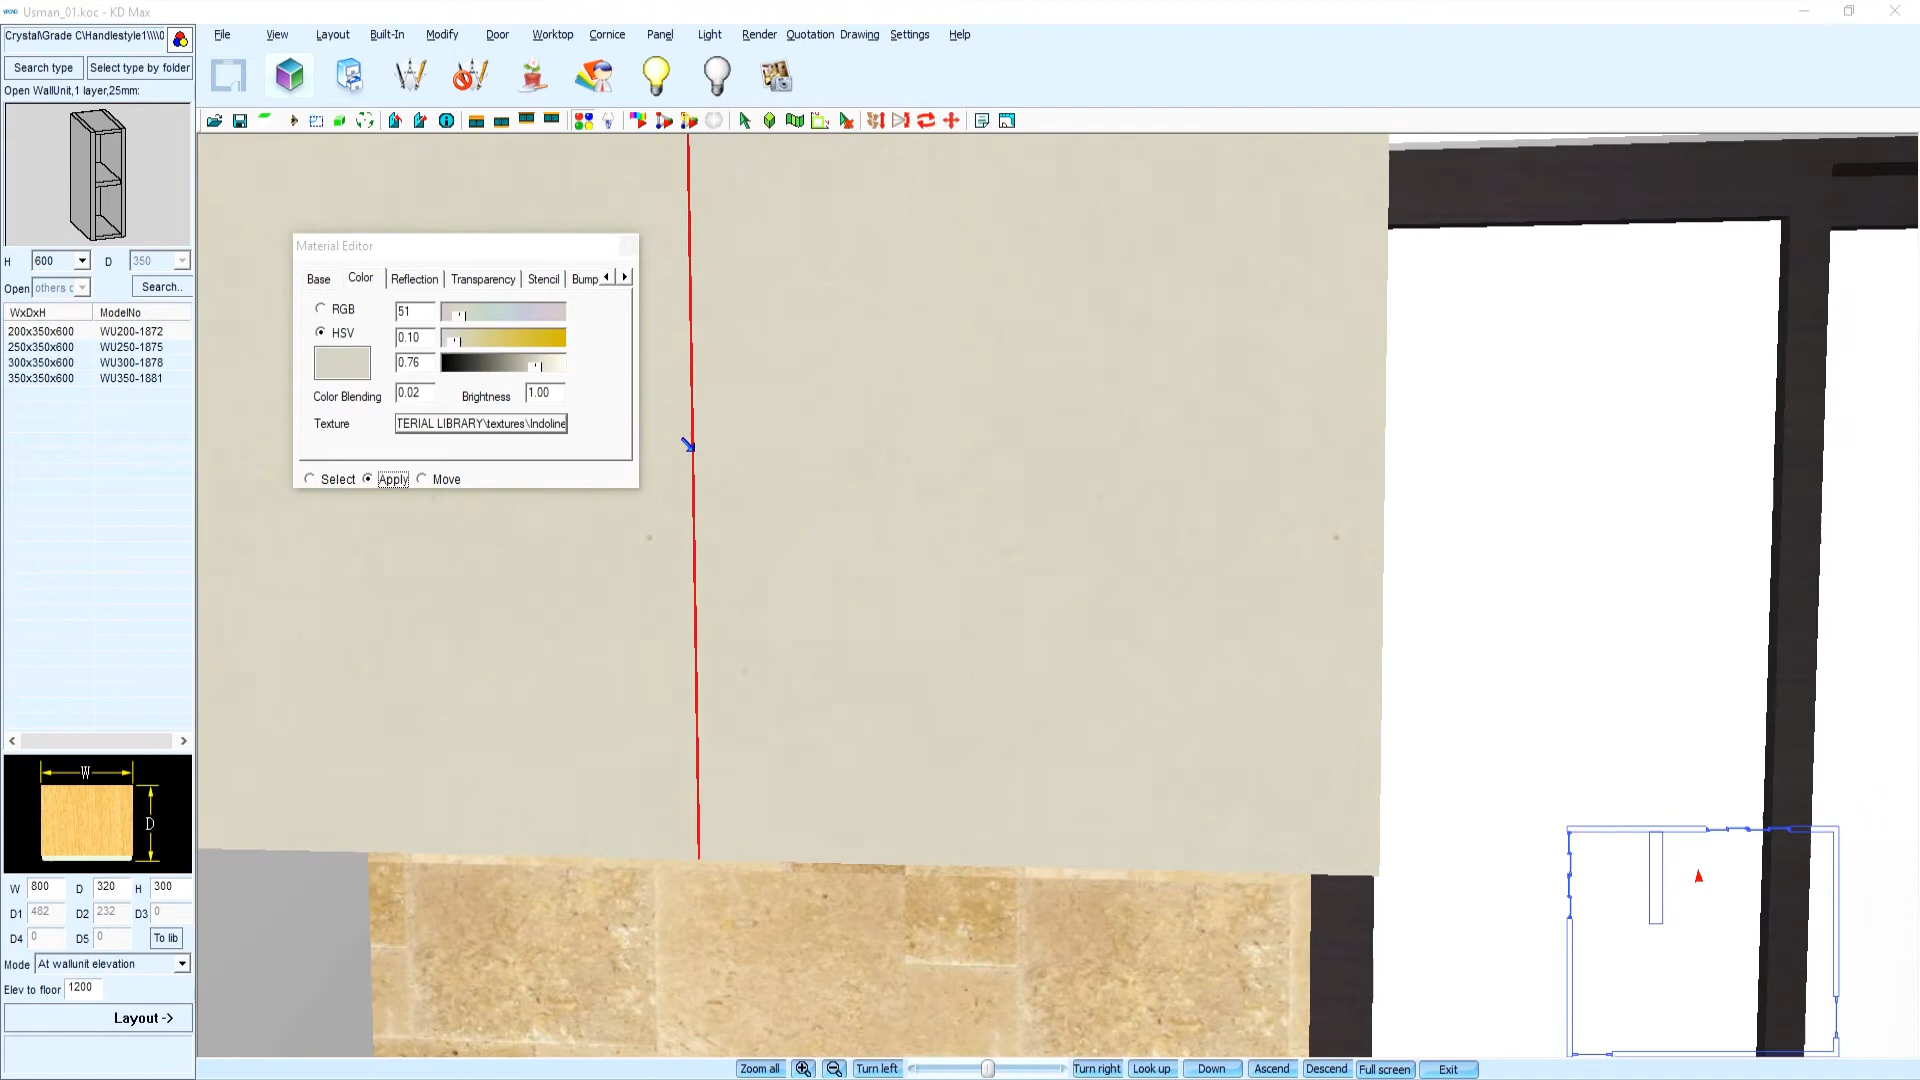 Usman_01.koc - KD Max
Crystal\Grade C\Handlestyle1\\\\0
File View Layout Built-In Modify Door Worktop Cornice Panel Light Render Quotation Drawing Settings Help
Search type Select type by folder
Open WallUnit,1 layer,25mm:
H 600 D 350
Open others c Search..
WxDxH ModelNo
200x350x600 WU200-1872
250x350x600 WU250-1875
300x350x600 WU300-1878
350x350x600 WU350-1881
W
D
W 800 D 320 H 300
D1 482 D2 232 D3 0
D4 0 D5 0 To lib
Mode At wallunit elevation
Elev to floor 1200
Layout ->
Material Editor
Base Color Reflection Transparency Stencil Bump
RGB 51
HSV 0.10
0.76
Color Blending 0.02 Brightness 1.00
Texture TERIAL LIBRARY\textures\Indoline
Select Apply Move
Zoom all Turn left Turn right Look up Down Ascend Descend Full screen Exit